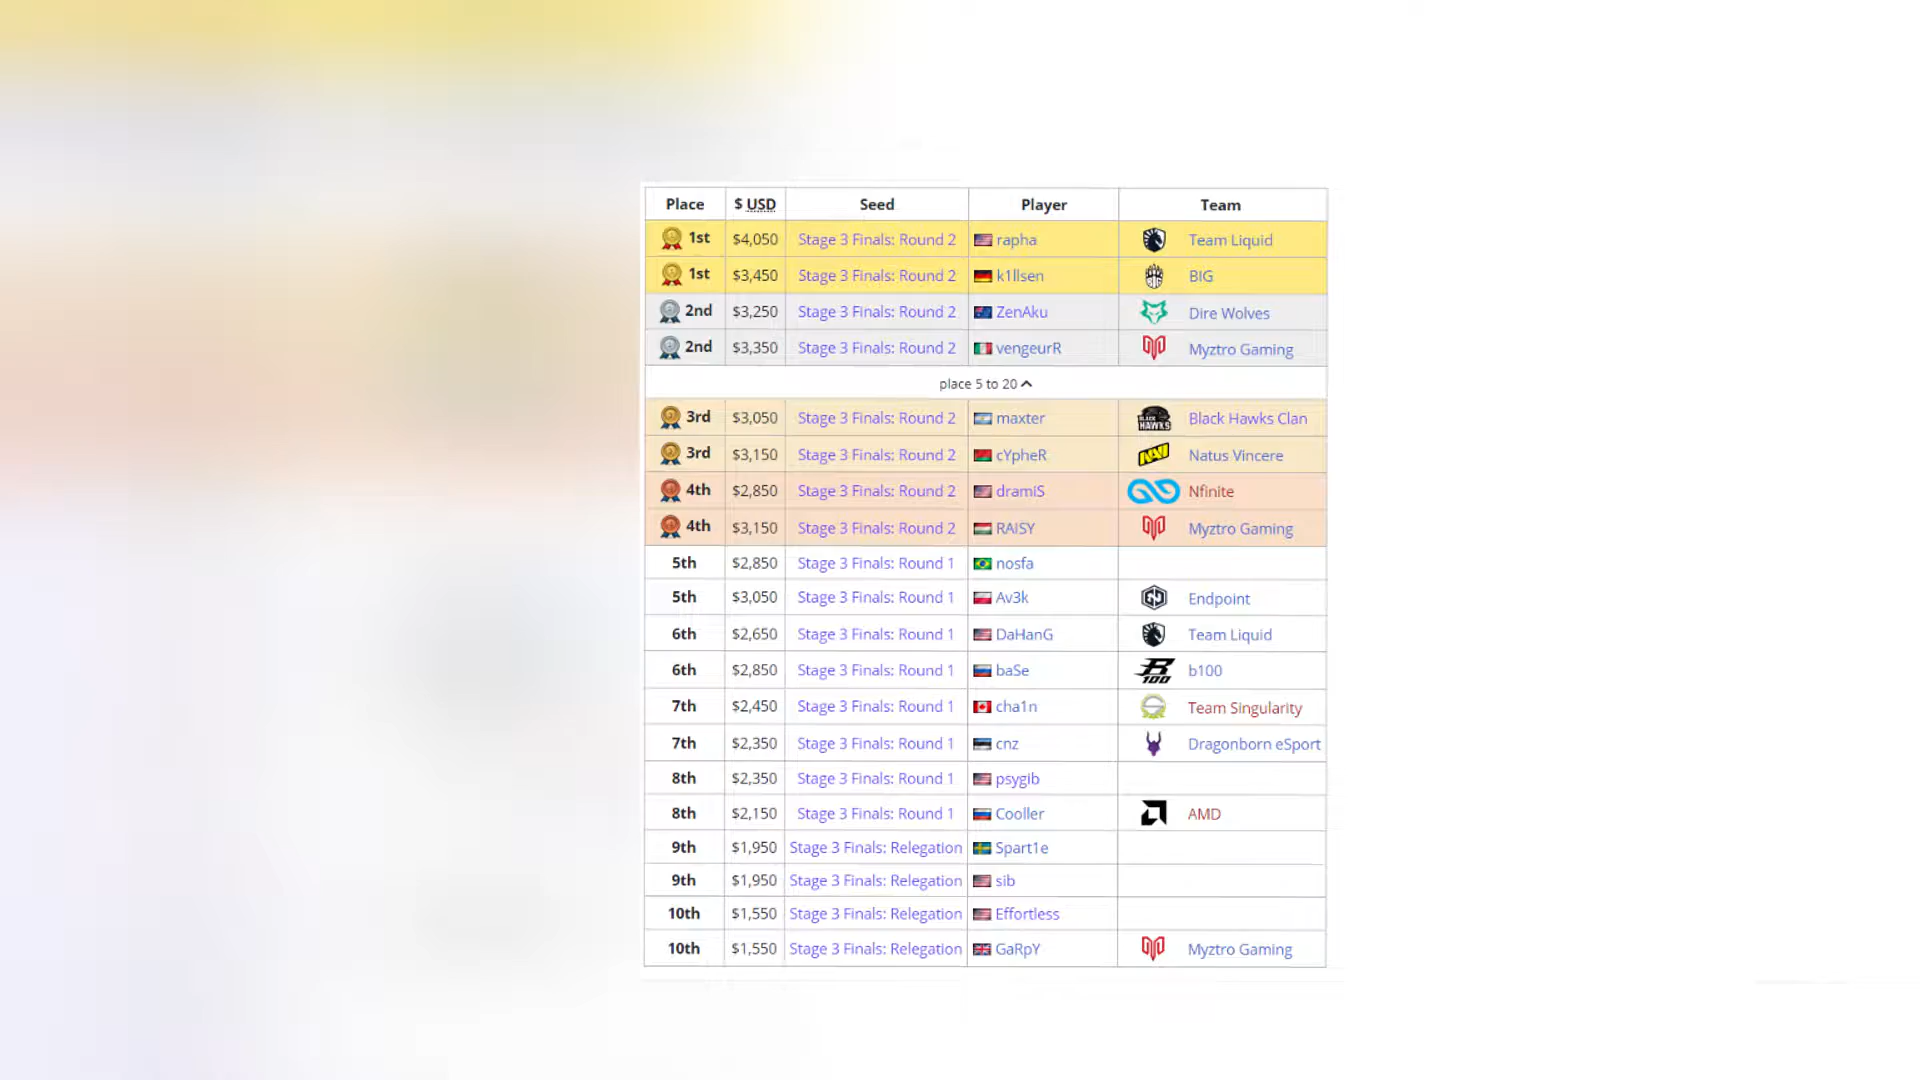 Place $ USD Seed Player Team
1st $4,050 Stage 3 Finals: Round 2 rapha Team Liquid
1st $3,450 Stage 3 Finals: Round 2 k1llsen BIG
2nd $3,250 Stage 3 Finals: Round 2 ZenAku Dire Wolves
2nd $3,350 Stage 3 Finals: Round 2 vengeurR Myztro Gaming
place 5 to 20
3rd $3,050 Stage 3 Finals: Round 2 maxter BLACK HAWKS Black Hawks Clan
3rd $3,150 Stage 3 Finals: Round 2 cYpheR NAVI Natus Vincere
4th $2,850 Stage 3 Finals: Round 2 dramiS Nfinite
4th $3,150 Stage 3 Finals: Round 2 RAISY Myztro Gaming
5th $2,850 Stage 3 Finals: Round 1 nosfa
5th $3,050 Stage 3 Finals: Round 1 Av3k Endpoint
6th $2,650 Stage 3 Finals: Round 1 DaHanG Team Liquid
6th $2,850 Stage 3 Finals: Round 1 baSe B100 b100
7th $2,450 Stage 3 Finals: Round 1 cha1n Team Singularity
7th $2,350 Stage 3 Finals: Round 1 cnz Dragonborn eSport
8th $2,350 Stage 3 Finals: Round 1 psygib
8th $2,150 Stage 3 Finals: Round 1 Cooller AMD
9th $1,950 Stage 3 Finals: Relegation Spart1e
9th $1,950 Stage 3 Finals: Relegation sib
10th $1,550 Stage 3 Finals: Relegation Effortless
10th $1,550 Stage 3 Finals: Relegation GaRpY Myztro Gaming